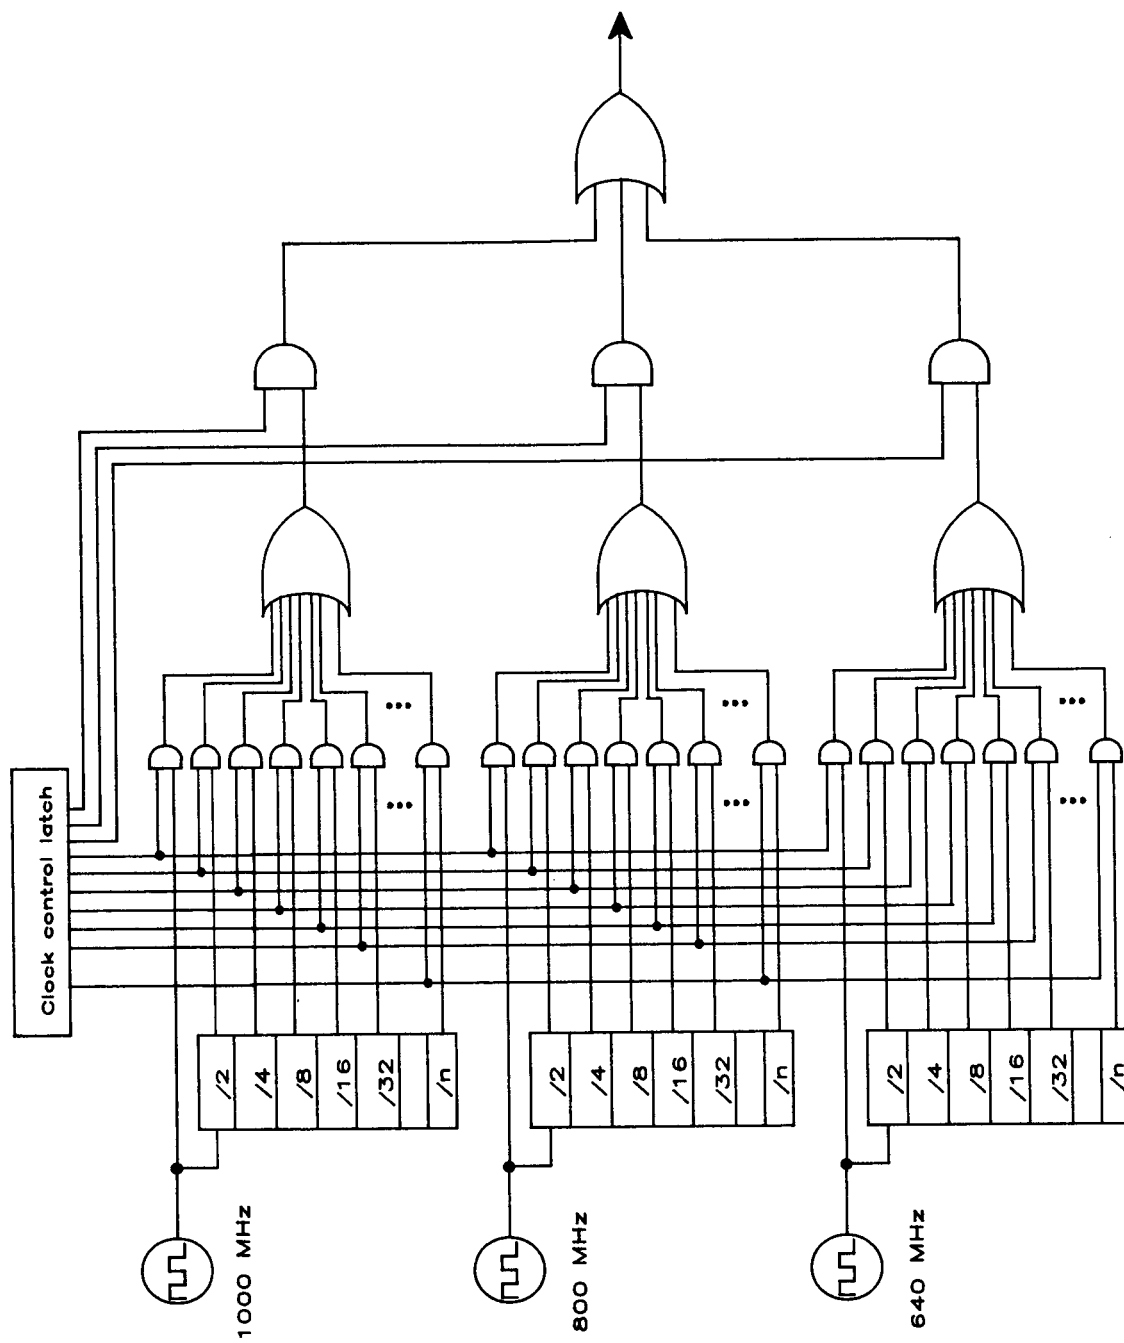 Clock control latch
/2
/4
/8
/16
/32
/n
1000 MHz
/2
/4
/8
/16
/32
/n
800 MHz
/2
/4
/8
/16
/32
/n
640 MHz